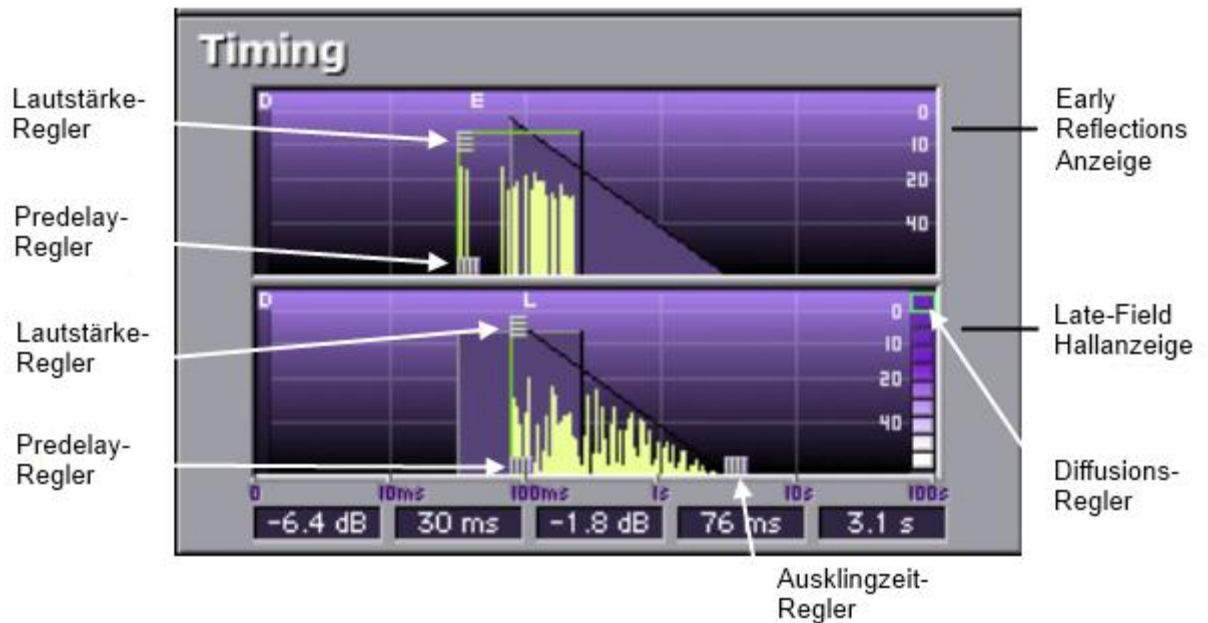 Timing
Lautstärke-
Regler
Predelay-
Regler
D
E
0
10
20
40
Early
Reflections
Anzeige
Lautstärke-
Regler
Predelay-
Regler
D
L
0
10
20
40
Late-Field
Hallanzeige
Diffusions-
Regler
0 10ms 100ms 1s 10s 100s
-6.4 dB 30 ms -1.8 dB 76 ms 3.1 s
Ausklingzeit-
Regler